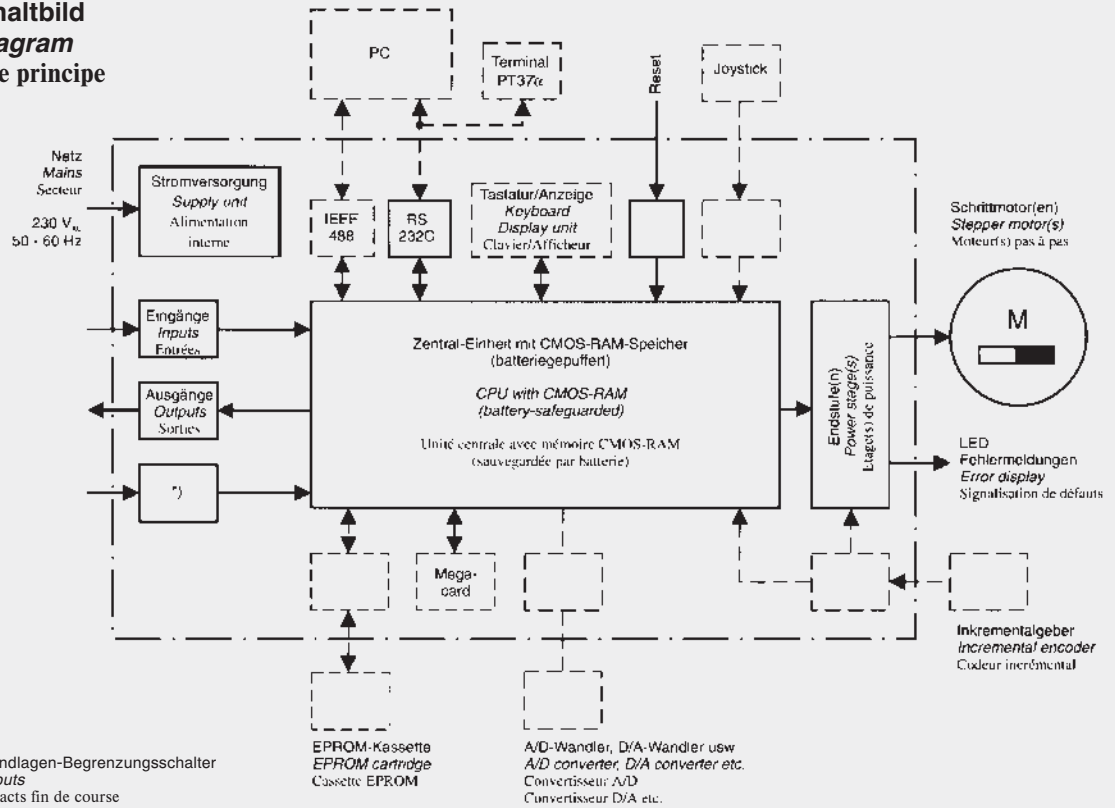 haltbild
agram
e principe
PC
Terminal
PT37α
Reset
Joystick
Netz
Mains
Secteur
230 V
50 - 60 Hz
Stromversorgung
Supply unit
Alimentation
interne
IEEF
488
RS
232C
Tastatur/Anzeige
Keyboard
Display unit
Clavier/Afficheur
Schrittmotor(en)
Stepper motor(s)
Moteur(s) pas à pas
M
Eingänge
Inputs
Entrées
Ausgänge
Outputs
Sorties
*)
Zentral-Einheit mit CMOS-RAM-Speicher
(batteriegepuffert)
CPU with CMOS-RAM
(battery-safeguarded)
Unité centrale avec mémoire CMOS-RAM
(sauvegardée par batterie)
Endstufe(n)
Power stage(s)
Etage(s) de puissance
LED
Fehlermeldungen
Error display
Signalisation de défauts
Mega-
card
Inkrementalgeber
Incremental encoder
Codeur incrémental
EPROM-Kassette
EPROM cartridge
Cassette EPROM
A/D-Wandler, D/A-Wandler usw
A/D converter, D/A converter etc.
Convertisseur A/D
Convertisseur D/A etc.
ndlagen-Begrenzungsschalter
puts
acts fin de course